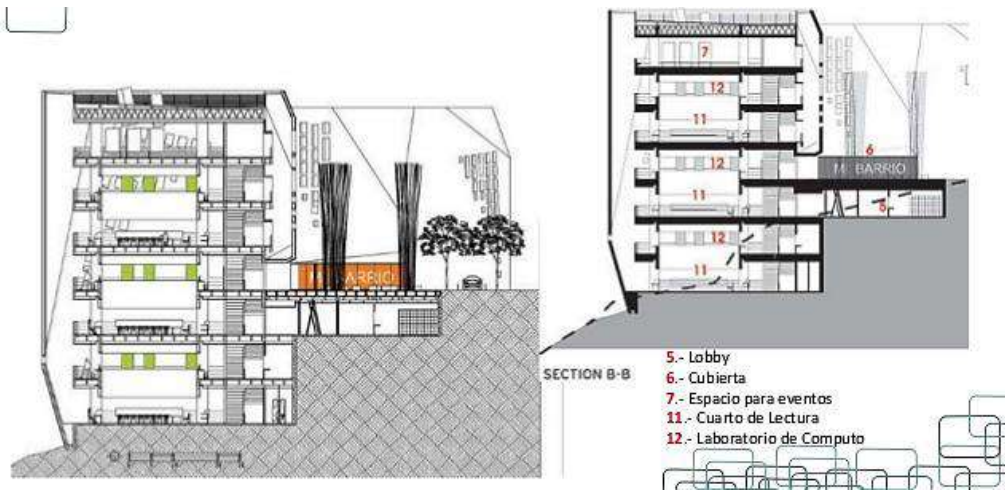 M. BARRIO
7
12
11
12
11
12
11
6
M. BARRIO
5
SECTION B-B
5.- Lobby
6.- Cubierta
7.- Espacio para eventos
11.- Cuarto de Lectura
12.- Laboratorio de Computo